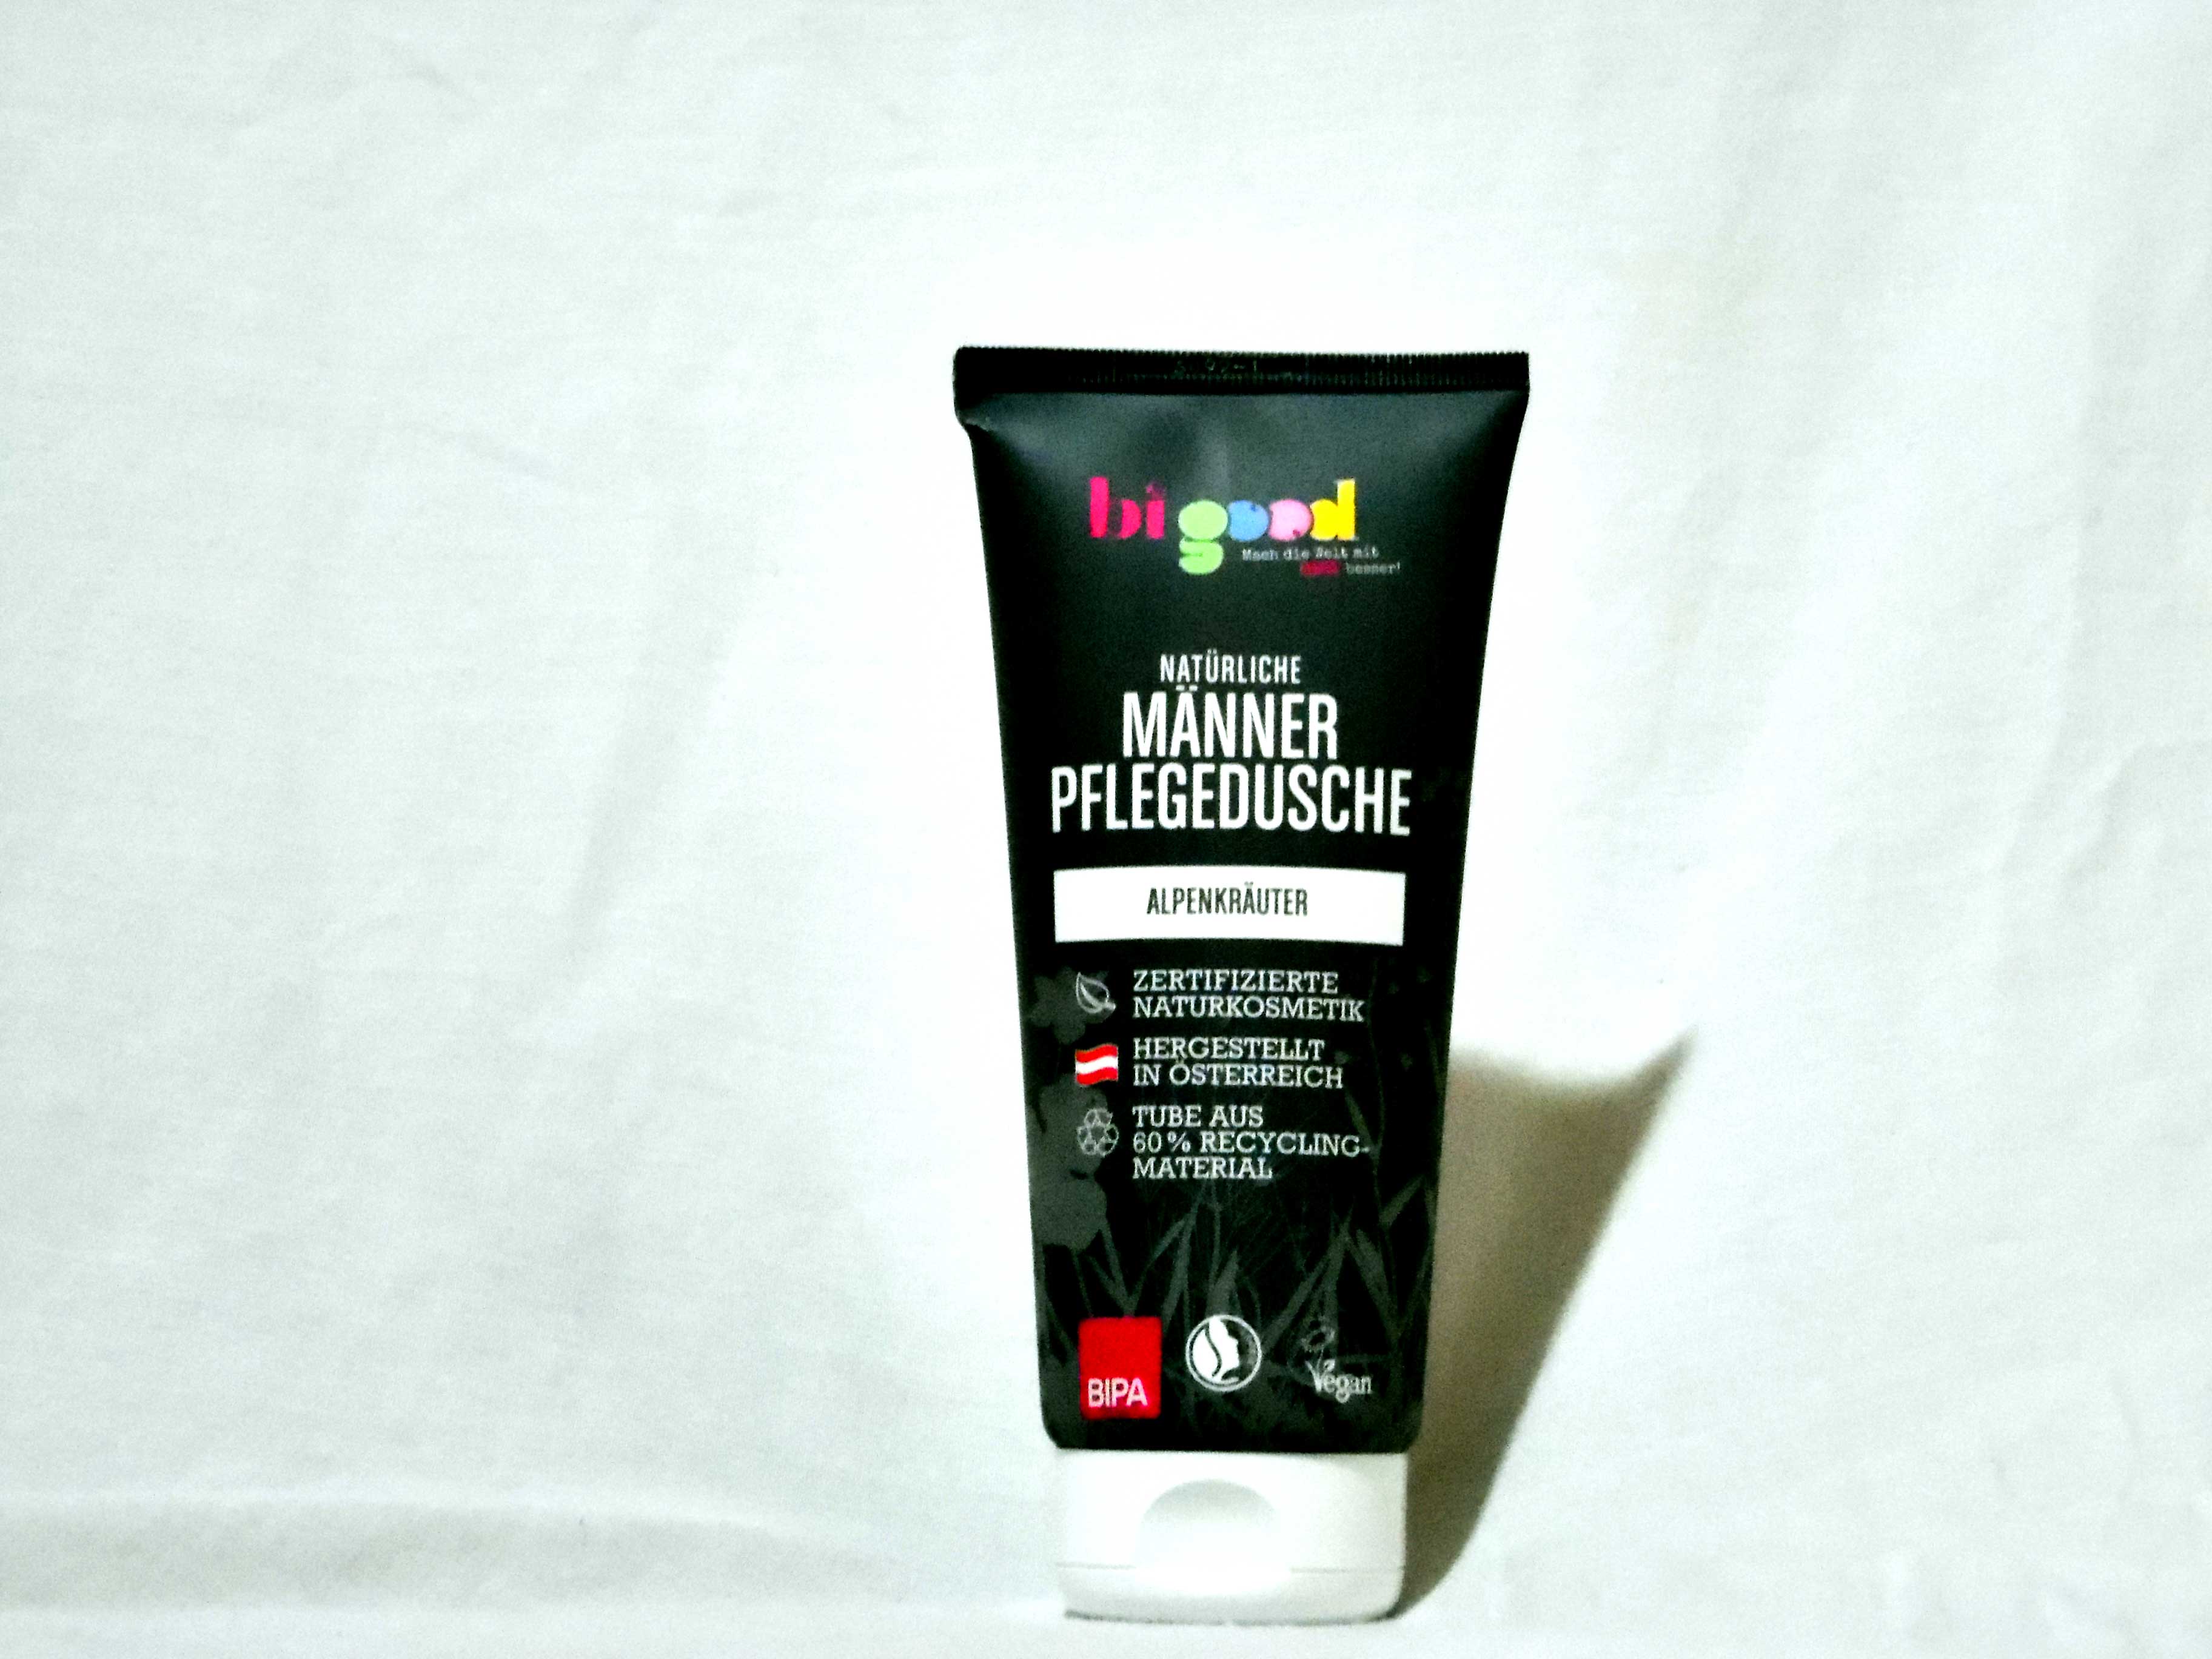 bi good
Mach die Welt mit
besser!
NATÜRLICHE
MÄNNER
PFLEGEDUSCHE
ALPENKRÄUTER
ZERTIFIZIERTE
NATURKOSMETIK
HERGESTELLT
IN ÖSTERREICH
TUBE AUS
60% RECYCLING-
MATERIAL
BIPA
Vegan